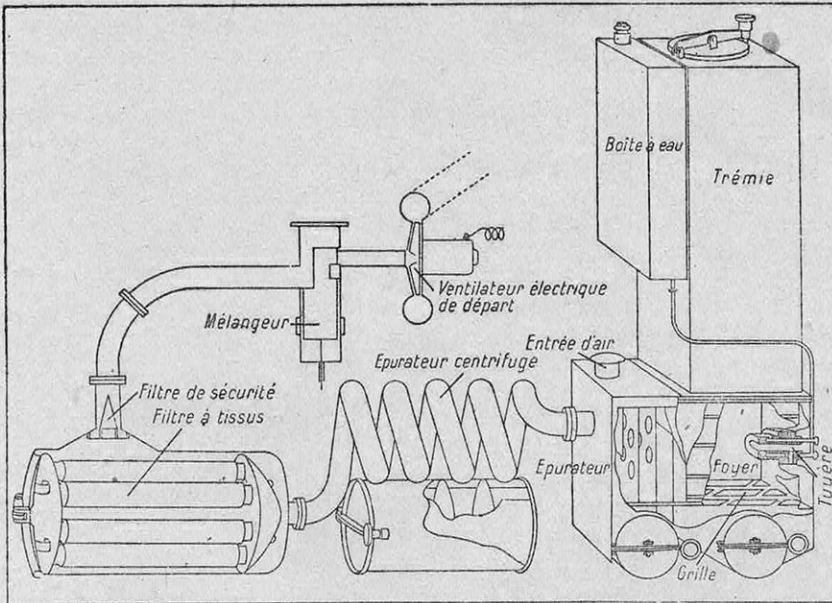 Boîte à eau
Trémie
Ventilateur électrique
de départ
Mélangeur
Entrée d'air
Epurateur centrifuge
Filtre de sécurité
Filtre à tissus
Epurateur
Foyer
Tuyère
Grille